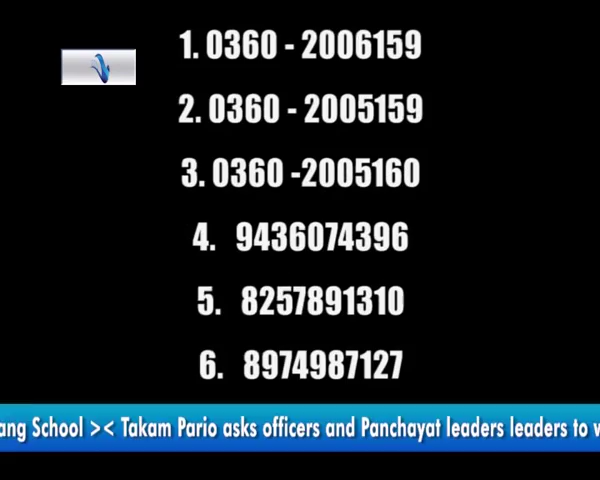 1. 0360 - 2006159
2. 0360 - 2005159
3. 0360 -2005160
4. 9436074396
5. 8257891310
6. 8974987127
ang School >< Takam Pario asks officers and Panchayat leaders leaders to